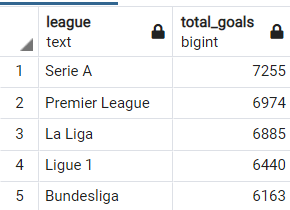 league total_goals
text bigint
1 Serie A 7255
2 Premier League 6974
3 La Liga 6885
4 Ligue 1 6440
5 Bundesliga 6163